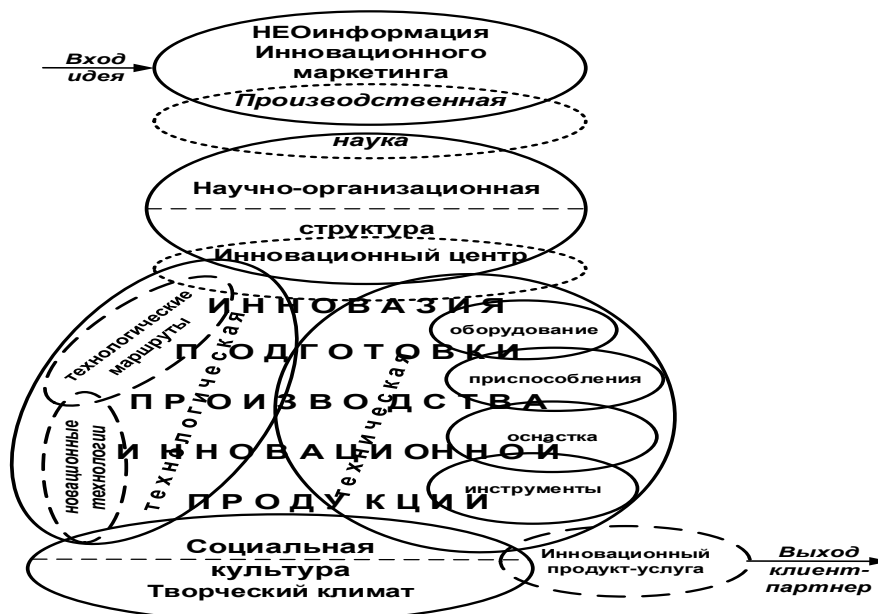 НЕОинформация
Инновационного
маркетинга
Вход
идея
Производственная
наука
Научно-организационная
структура
Инновационный центр
ИННОВАЗИЯ
ПОДГОТОВКИ
ПРОИЗВОДСТВА
ИННОВАЦИОННОЙ
ПРОДУКЦИИ
технологические
маршруты
новационные
технологии
технологическая
техническая
оборудование
приспособления
оснастка
инструменты
Социальная
культура
Творческий климат
Инновационный
продукт-услуга
Выход
клиент-
партнер